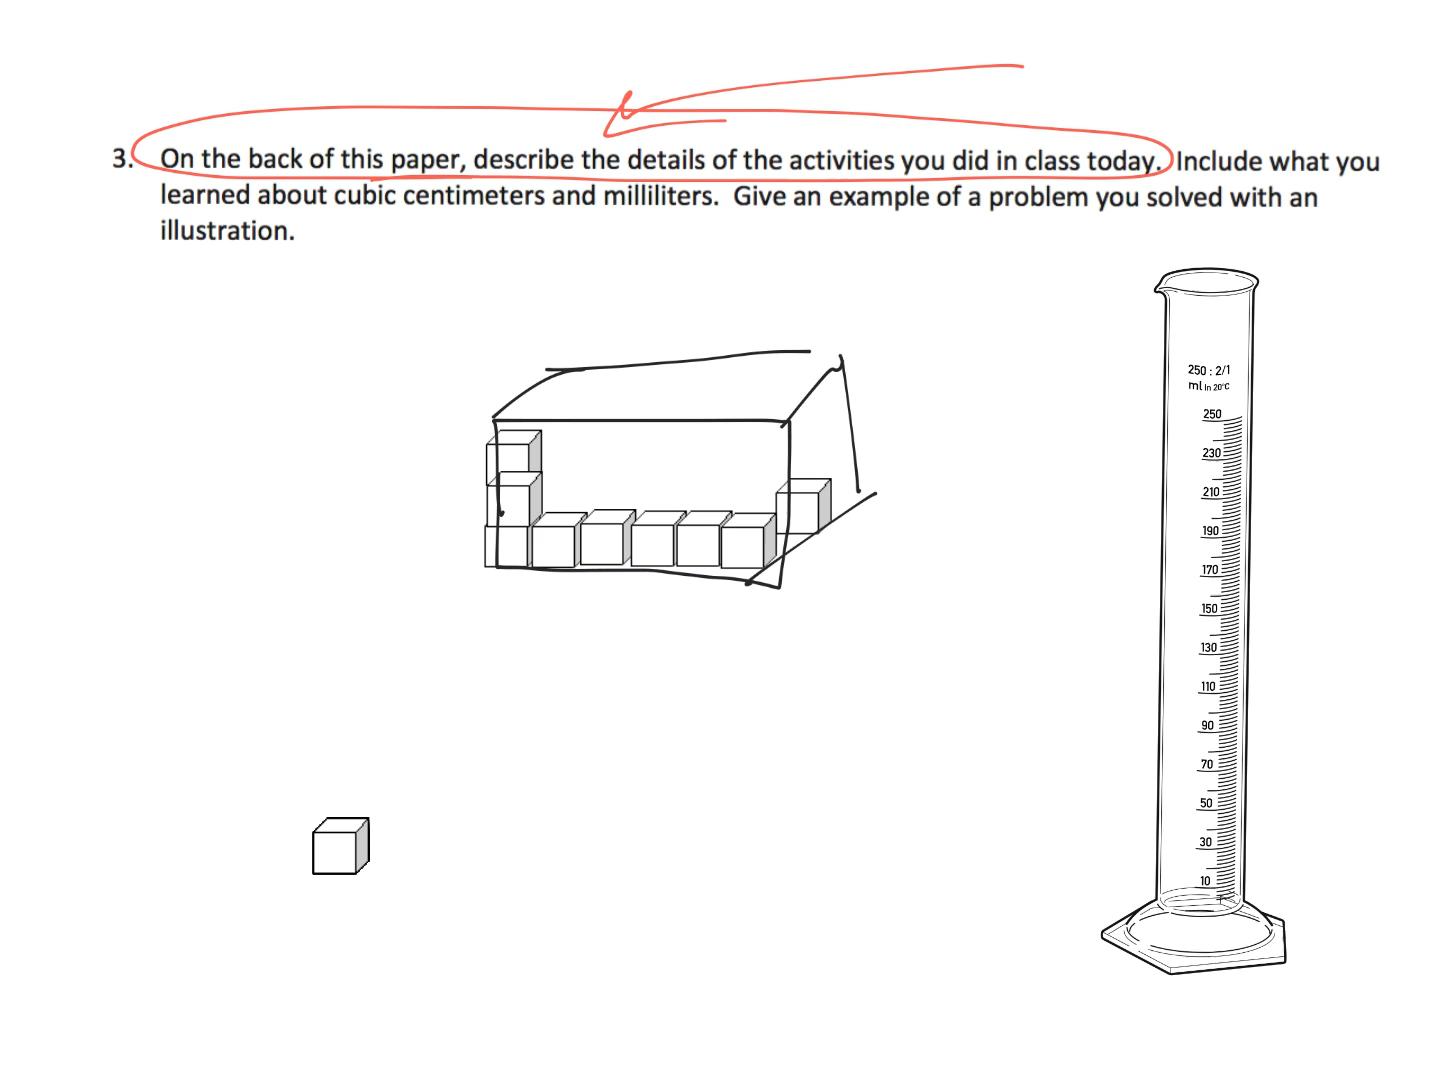 3. On the back of this paper, describe the details of the activities you did in class today. Include what you
learned about cubic centimeters and milliliters. Give an example of a problem you solved with an
illustration.
250 : 2/1
ml in 20°C
250
230
210
190
170
150
130
110
90
70
50
30
10